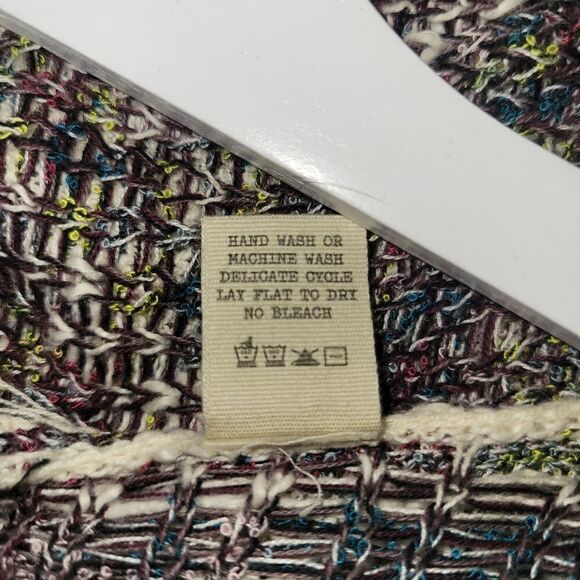 HAND WASH OR
MACHINE WASH
DELICATE CYCLE
LAY FLAT TO DRY
NO BLEACH